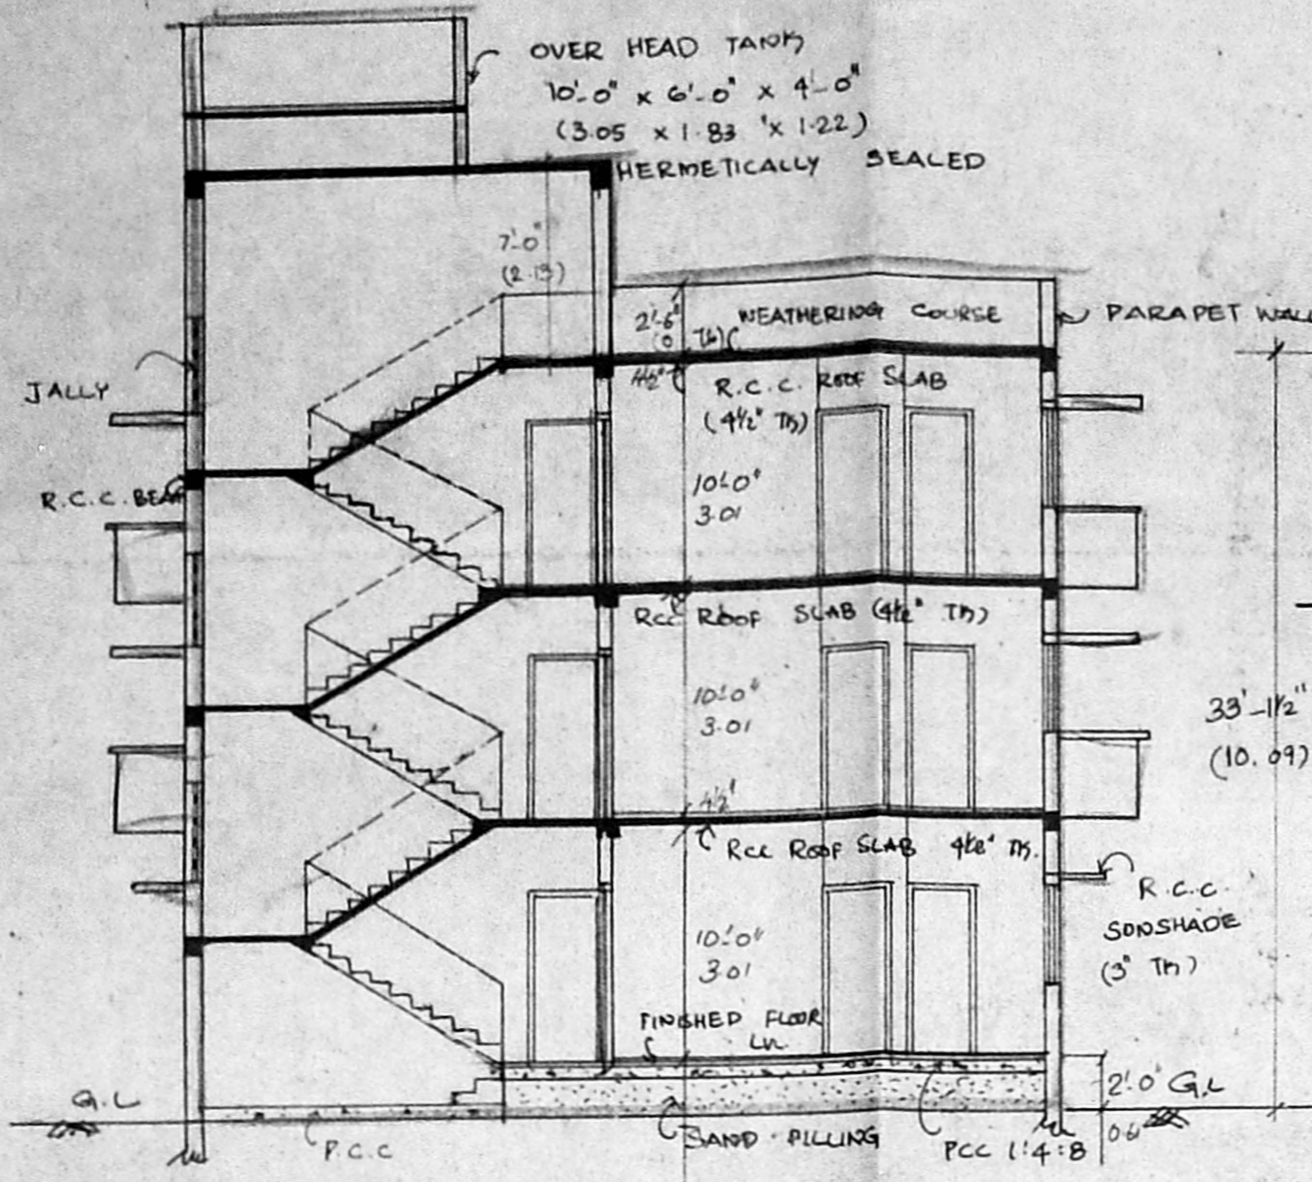 OVER HEAD TANK
10'-0" x 6'-0" x 4'-0"
(3.05 x 1.83 x 1.22)
HERMETICALLY SEALED
7'-0"
(2.13)
2'-6"
WEATHERING COURSE
PARAPET WALL
JALLY
4½"
R.C.C. ROOF SLAB
(4½" TH)
R.C.C. BEAM
10'-0"
3.01
RCC ROOF SLAB (4½" TH)
10'-0"
3.01
33'-1½"
(10.09)
4½"
RCC ROOF SLAB 4½" TH.
R.C.C
SONSHADE
(3" TH)
10'-0"
3.01
FINISHED FLOOR
LVL
G.L
2'.0" G.L
0.61
P.C.C
SAND FILLING
PCC 1:4:8